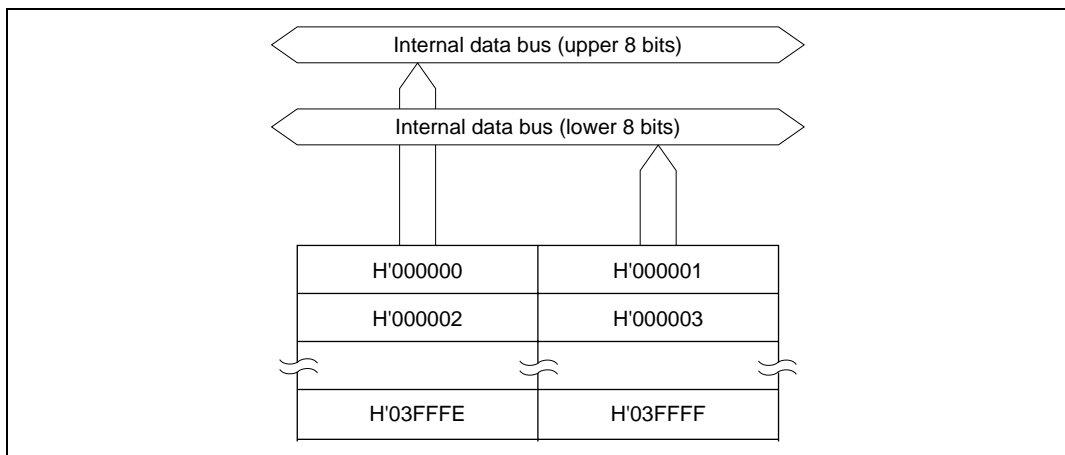 Internal data bus (upper 8 bits)
Internal data bus (lower 8 bits)
H'000000 H'000001
H'000002 H'000003
H'03FFFE H'03FFFF